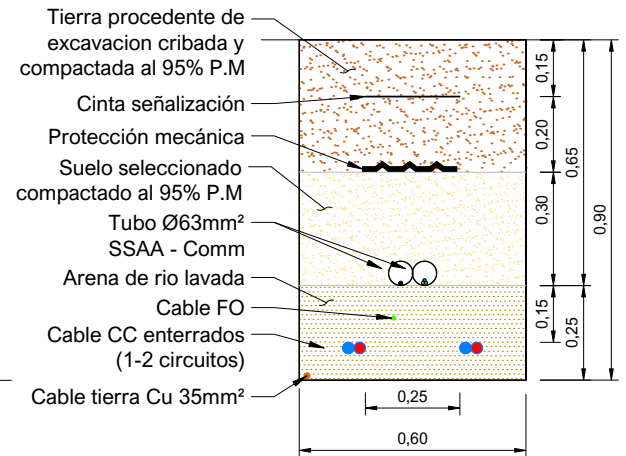 Tierra procedente de
excavacion cribada y
compactada al 95% P.M
Cinta señalización
Protección mecánica
Suelo seleccionado
compactado al 95% P.M
Tubo Ø63mm²
SSAA - Comm
Arena de rio lavada
Cable FO
Cable CC enterrados
(1-2 circuitos)
Cable tierra Cu 35mm²
0,15
0,20
0,30
0,15
0,65
0,25
0,90
0,25
0,60